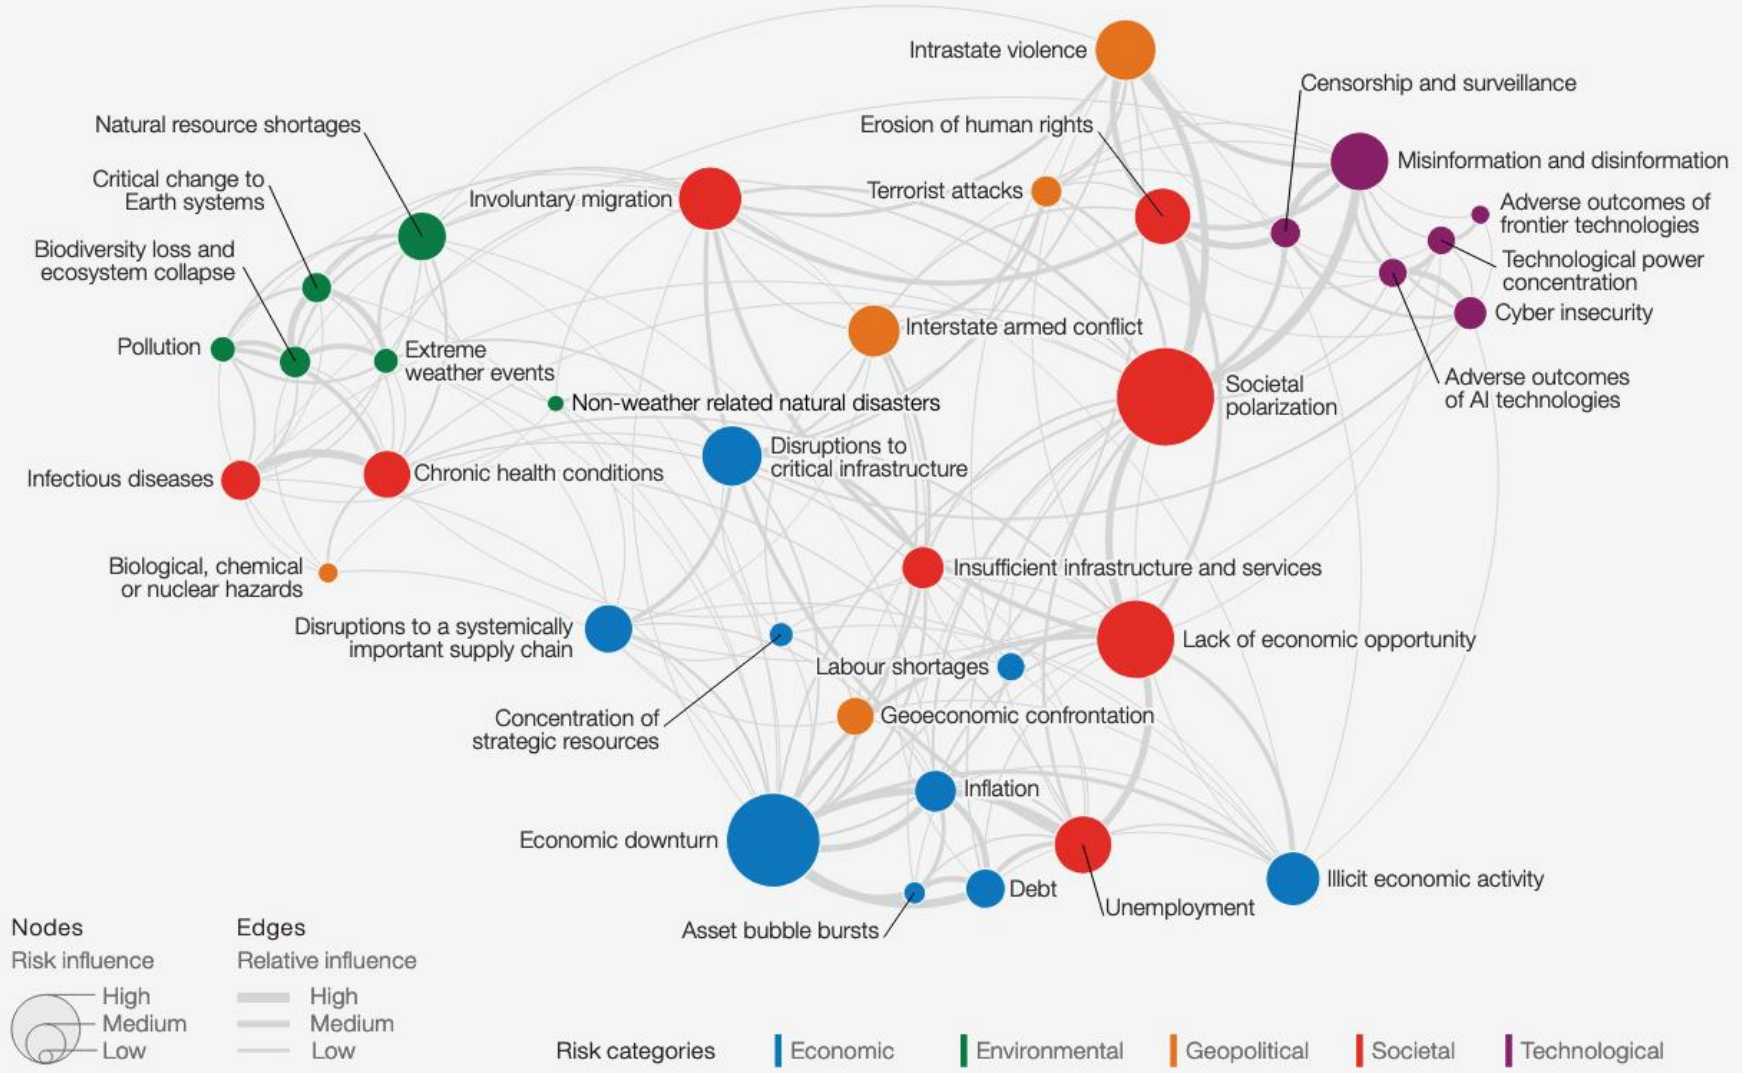 Intrastate violence
Censorship and surveillance
Natural resource shortages
Erosion of human rights
Misinformation and disinformation
Critical change to
Earth systems
Involuntary migration
Terrorist attacks
Adverse outcomes of
frontier technologies
Biodiversity loss and
ecosystem collapse
Technological power
concentration
Cyber insecurity
Interstate armed conflict
Pollution
Extreme
weather events
Societal
polarization
Adverse outcomes
of AI technologies
Non-weather related natural disasters
Disruptions to
critical infrastructure
Infectious diseases
Chronic health conditions
Biological, chemical
or nuclear hazards
Insufficient infrastructure and services
Disruptions to a systemically
important supply chain
Lack of economic opportunity
Labour shortages
Concentration of
strategic resources
Geoeconomic confrontation
Inflation
Economic downturn
Debt
Illicit economic activity
Unemployment
Asset bubble bursts
Nodes
Risk influence
High
Medium
Low
Edges
Relative influence
High
Medium
Low
Risk categories
Economic
Environmental
Geopolitical
Societal
Technological